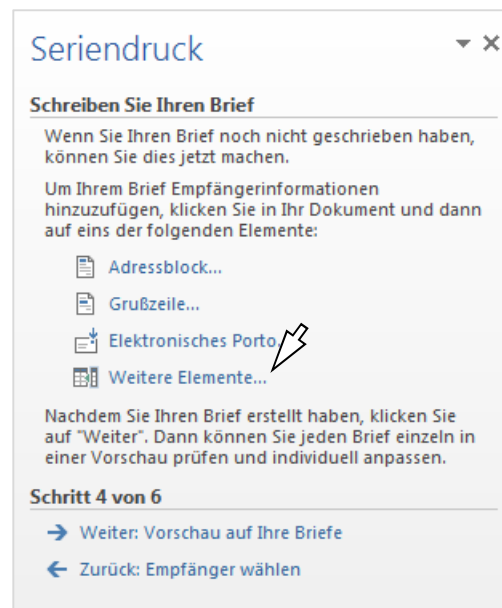 Seriendruck
Schreiben Sie Ihren Brief
Wenn Sie Ihren Brief noch nicht geschrieben haben,
können Sie dies jetzt machen.
Um Ihrem Brief Empfängerinformationen
hinzuzufügen, klicken Sie in Ihr Dokument und dann
auf eins der folgenden Elemente:
Adressblock...
Grußzeile...
Elektronisches Porto...
Weitere Elemente...
Nachdem Sie Ihren Brief erstellt haben, klicken Sie
auf "Weiter". Dann können Sie jeden Brief einzeln in
einer Vorschau prüfen und individuell anpassen.
Schritt 4 von 6
Weiter: Vorschau auf Ihre Briefe
Zurück: Empfänger wählen